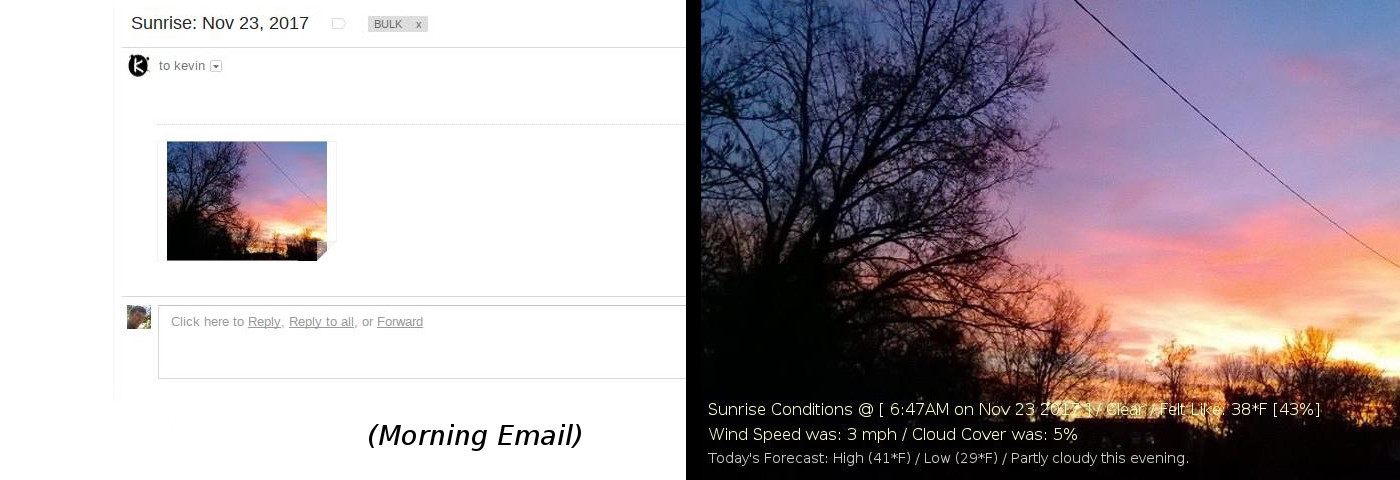 Sunrise: Nov 23, 2017
BULK x
to kevin
Click here to Reply, Reply to all, or Forward
(Morning Email)
Sunrise Conditions @ [ 6:47AM on Nov 23 2017 ] / Clear / Felt Like: 38*F [43%]
Wind Speed was: 3 mph / Cloud Cover was: 5%
Today's Forecast: High (41*F) / Low (29*F) / Partly cloudy this evening.